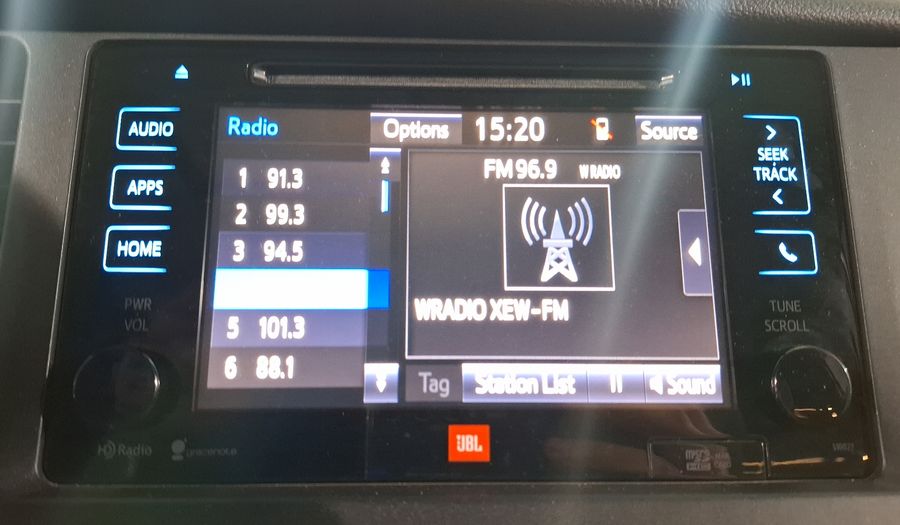 AUDIO
APPS
HOME
PWR
VOL
Radio
Options
15:20
Source
1 91.3
2 99.3
3 94.5
5 101.3
6 88.1
FM 96.9 W RADIO
WRADIO XEW-FM
Tag
Station List
Sound
SEEK
TRACK
TUNE
SCROLL
HD Radio
gracenote
JBL
micro